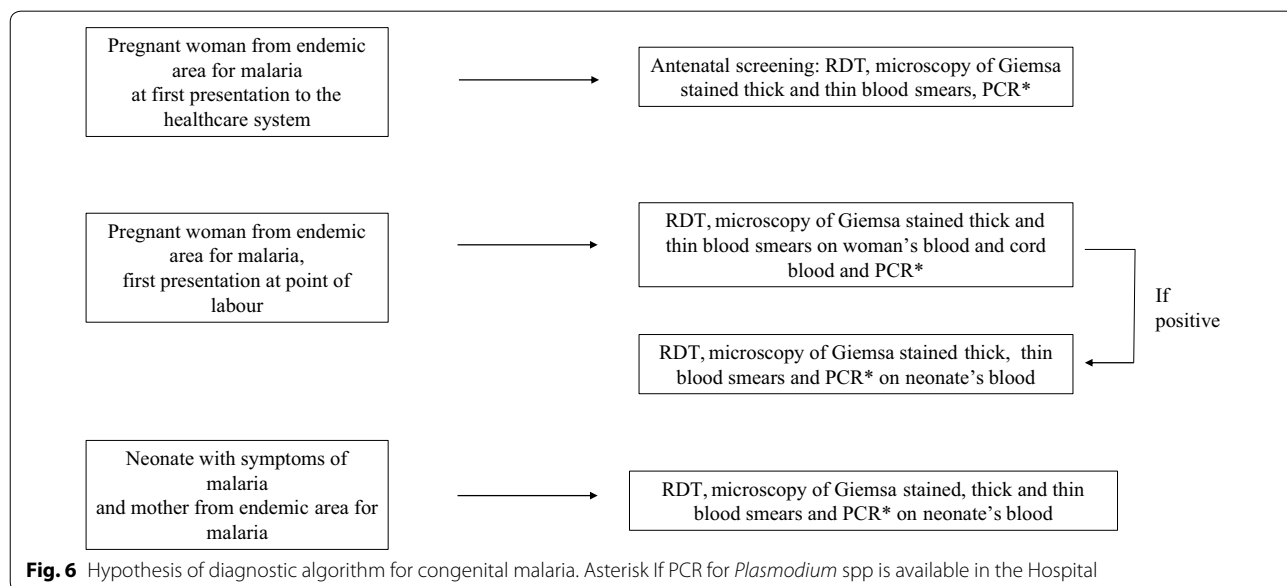 Pregnant woman from endemic
area for malaria
at first presentation to the
healthcare system
Antenatal screening: RDT, microscopy of Giemsa
stained thick and thin blood smears, PCR*
Pregnant woman from endemic
area for malaria,
first presentation at point of
labour
RDT, microscopy of Giemsa stained thick and
thin blood smears on woman's blood and cord
blood and PCR*
If
positive
RDT, microscopy of Giemsa stained thick, thin
blood smears and PCR* on neonate's blood
Neonate with symptoms of
malaria
and mother from endemic area for
malaria
RDT, microscopy of Giemsa stained, thick and thin
blood smears and PCR* on neonate's blood
Fig. 6 Hypothesis of diagnostic algorithm for congenital malaria. Asterisk If PCR for Plasmodium spp is available in the Hospital